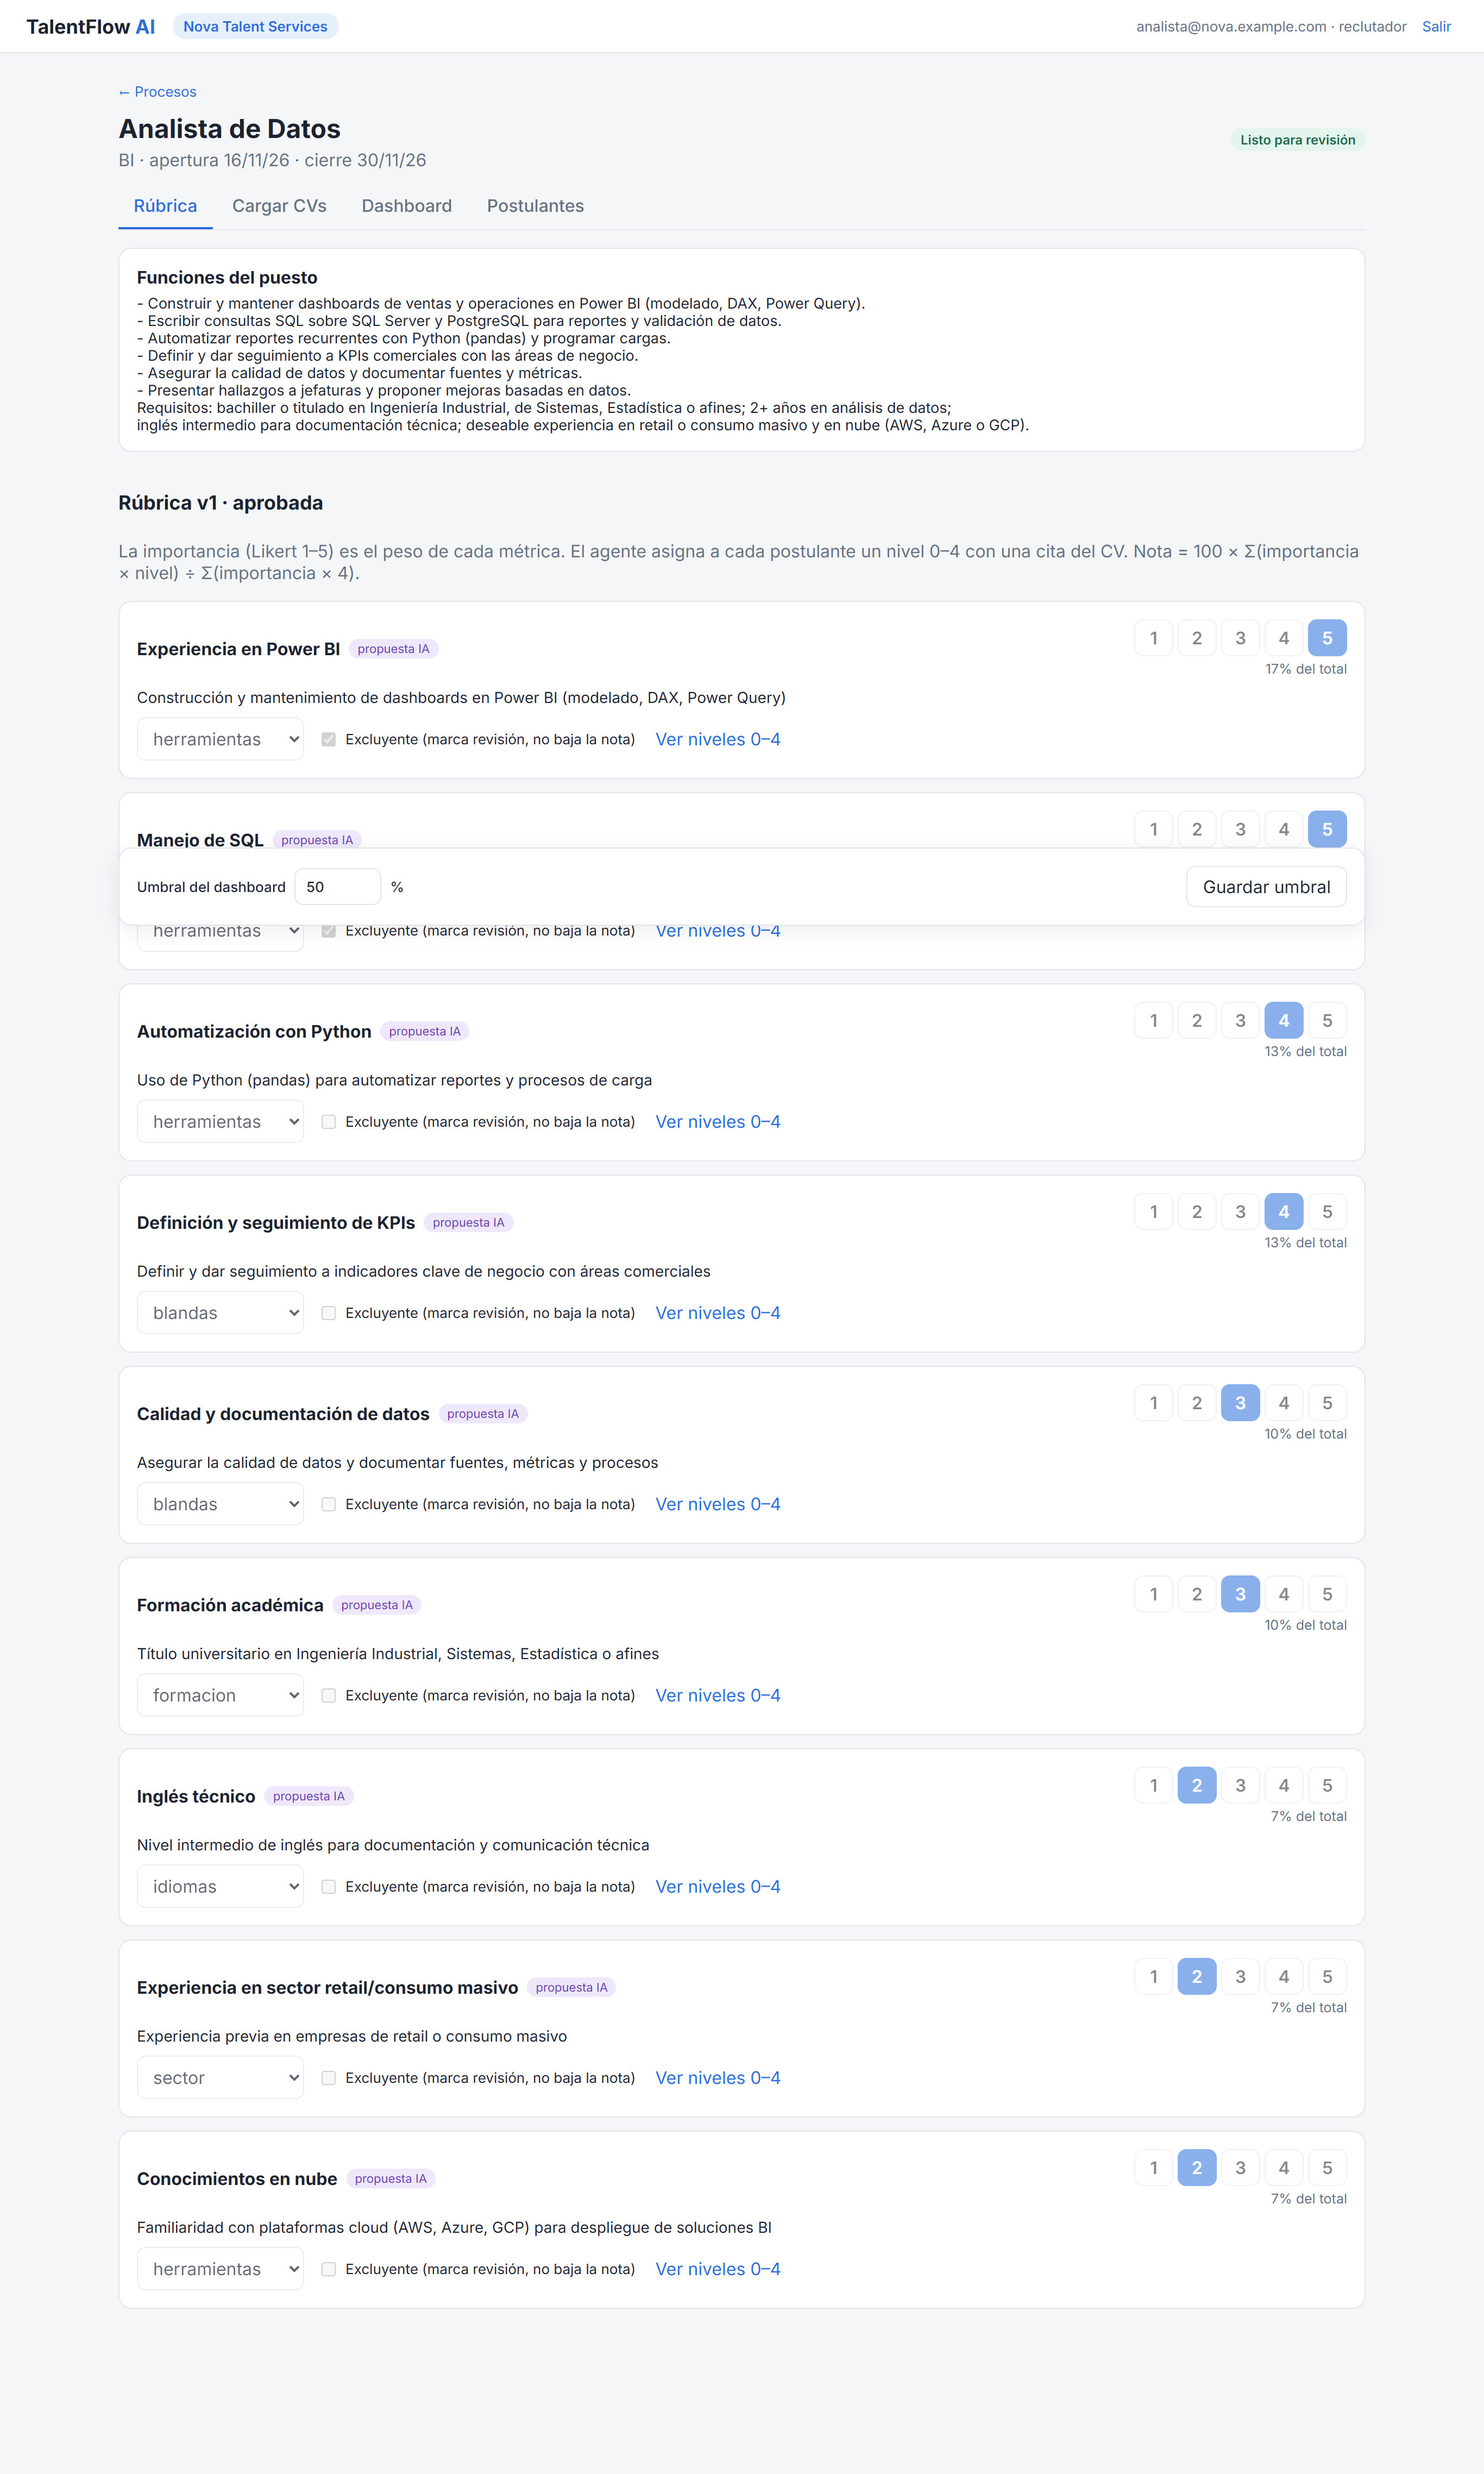 TalentFlow AI
Nova Talent Services
analista@nova.example.com · reclutador
Salir
← Procesos
Analista de Datos
BI · apertura 16/11/26 · cierre 30/11/26
Listo para revisión
Rúbrica
Cargar CVs
Dashboard
Postulantes
Funciones del puesto
- Construir y mantener dashboards de ventas y operaciones en Power BI (modelado, DAX, Power Query).
- Escribir consultas SQL sobre SQL Server y PostgreSQL para reportes y validación de datos.
- Automatizar reportes recurrentes con Python (pandas) y programar cargas.
- Definir y dar seguimiento a KPIs comerciales con las áreas de negocio.
- Asegurar la calidad de datos y documentar fuentes y métricas.
- Presentar hallazgos a jefaturas y proponer mejoras basadas en datos.
Requisitos: bachiller o titulado en Ingeniería Industrial, de Sistemas, Estadística o afines; 2+ años en análisis de datos;
inglés intermedio para documentación técnica; deseable experiencia en retail o consumo masivo y en nube (AWS, Azure o GCP).
Rúbrica v1 · aprobada
La importancia (Likert 1–5) es el peso de cada métrica. El agente asigna a cada postulante un nivel 0–4 con una cita del CV. Nota = 100 × Σ(importancia
× nivel) ÷ Σ(importancia × 4).
Experiencia en Power BI propuesta IA
1 2 3 4 5
17% del total
Construcción y mantenimiento de dashboards en Power BI (modelado, DAX, Power Query)
herramientas
Excluyente (marca revisión, no baja la nota)
Ver niveles 0–4
Manejo de SQL propuesta IA
1 2 3 4 5
Umbral del dashboard 50 %
Guardar umbral
herramientas
Excluyente (marca revisión, no baja la nota)
Ver niveles 0–4
Automatización con Python propuesta IA
1 2 3 4 5
13% del total
Uso de Python (pandas) para automatizar reportes y procesos de carga
herramientas
Excluyente (marca revisión, no baja la nota)
Ver niveles 0–4
Definición y seguimiento de KPIs propuesta IA
1 2 3 4 5
13% del total
Definir y dar seguimiento a indicadores clave de negocio con áreas comerciales
blandas
Excluyente (marca revisión, no baja la nota)
Ver niveles 0–4
Calidad y documentación de datos propuesta IA
1 2 3 4 5
10% del total
Asegurar la calidad de datos y documentar fuentes, métricas y procesos
blandas
Excluyente (marca revisión, no baja la nota)
Ver niveles 0–4
Formación académica propuesta IA
1 2 3 4 5
10% del total
Título universitario en Ingeniería Industrial, Sistemas, Estadística o afines
formacion
Excluyente (marca revisión, no baja la nota)
Ver niveles 0–4
Inglés técnico propuesta IA
1 2 3 4 5
7% del total
Nivel intermedio de inglés para documentación y comunicación técnica
idiomas
Excluyente (marca revisión, no baja la nota)
Ver niveles 0–4
Experiencia en sector retail/consumo masivo propuesta IA
1 2 3 4 5
7% del total
Experiencia previa en empresas de retail o consumo masivo
sector
Excluyente (marca revisión, no baja la nota)
Ver niveles 0–4
Conocimientos en nube propuesta IA
1 2 3 4 5
7% del total
Familiaridad con plataformas cloud (AWS, Azure, GCP) para despliegue de soluciones BI
herramientas
Excluyente (marca revisión, no baja la nota)
Ver niveles 0–4